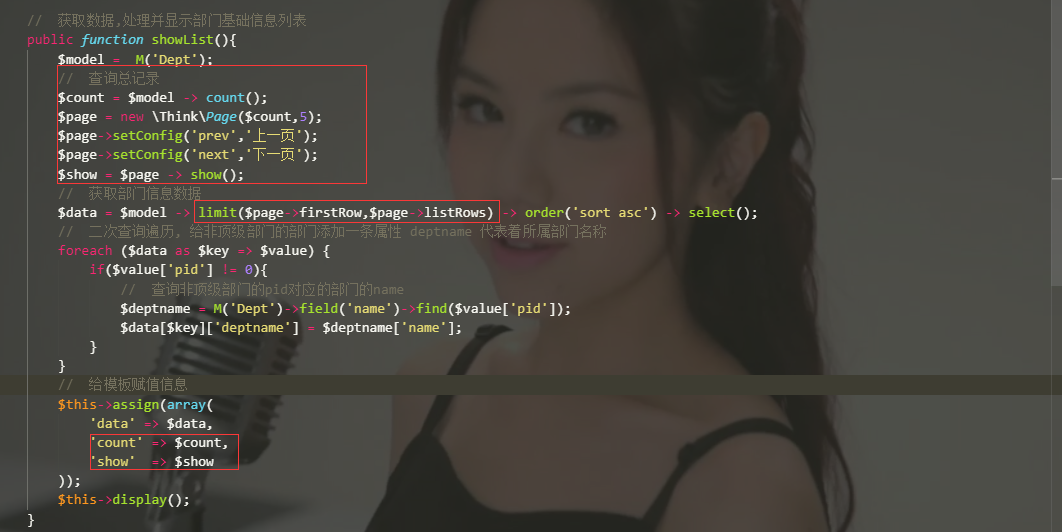 //  获取数据,处理并显示部门基础信息列表
public function showList(){
$model =  M('Dept');
//  查询总记录
$count = $model -> count();
$page = new \Think\Page($count,5);
$page->setConfig('prev','上一页');
$page->setConfig('next','下一页');
$show = $page -> show();
//  获取部门信息数据
$data = $model -> limit($page->firstRow,$page->listRows) -> order('sort asc') -> select();
//  二次查询遍历, 给非顶级部门的部门添加一条属性 deptname 代表着所属部门名称
foreach ($data as $key => $value) {
if($value['pid'] != 0){
//  查询非顶级部门的pid对应的部门的name
$deptname = M('Dept')->field('name')->find($value['pid']);
$data[$key]['deptname'] = $deptname['name'];
}
}
//  给模板赋值信息
$this->assign(array(
'data' => $data,
'count' => $count,
'show'  => $show
));
$this->display();
}